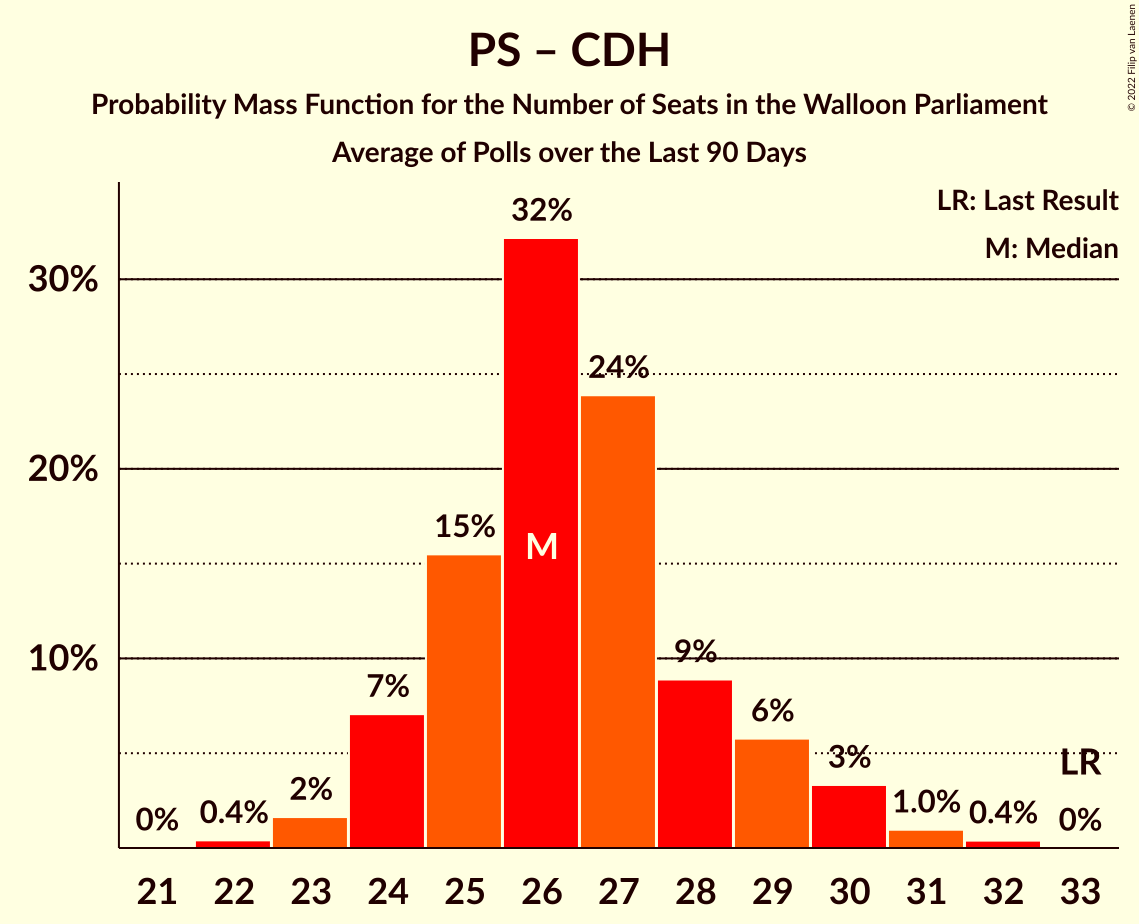 PS – CDH
Probability Mass Function for the Number of Seats in the Walloon Parliament
Average of Polls over the Last 90 Days
© 2022 Filip van Laenen
LR: Last Result
M: Median
30%
20%
10%
0%
0.4%
2%
7%
15%
32%
M
24%
9%
6%
3%
1.0%
0.4%
LR
0%
21 22 23 24 25 26 27 28 29 30 31 32 33